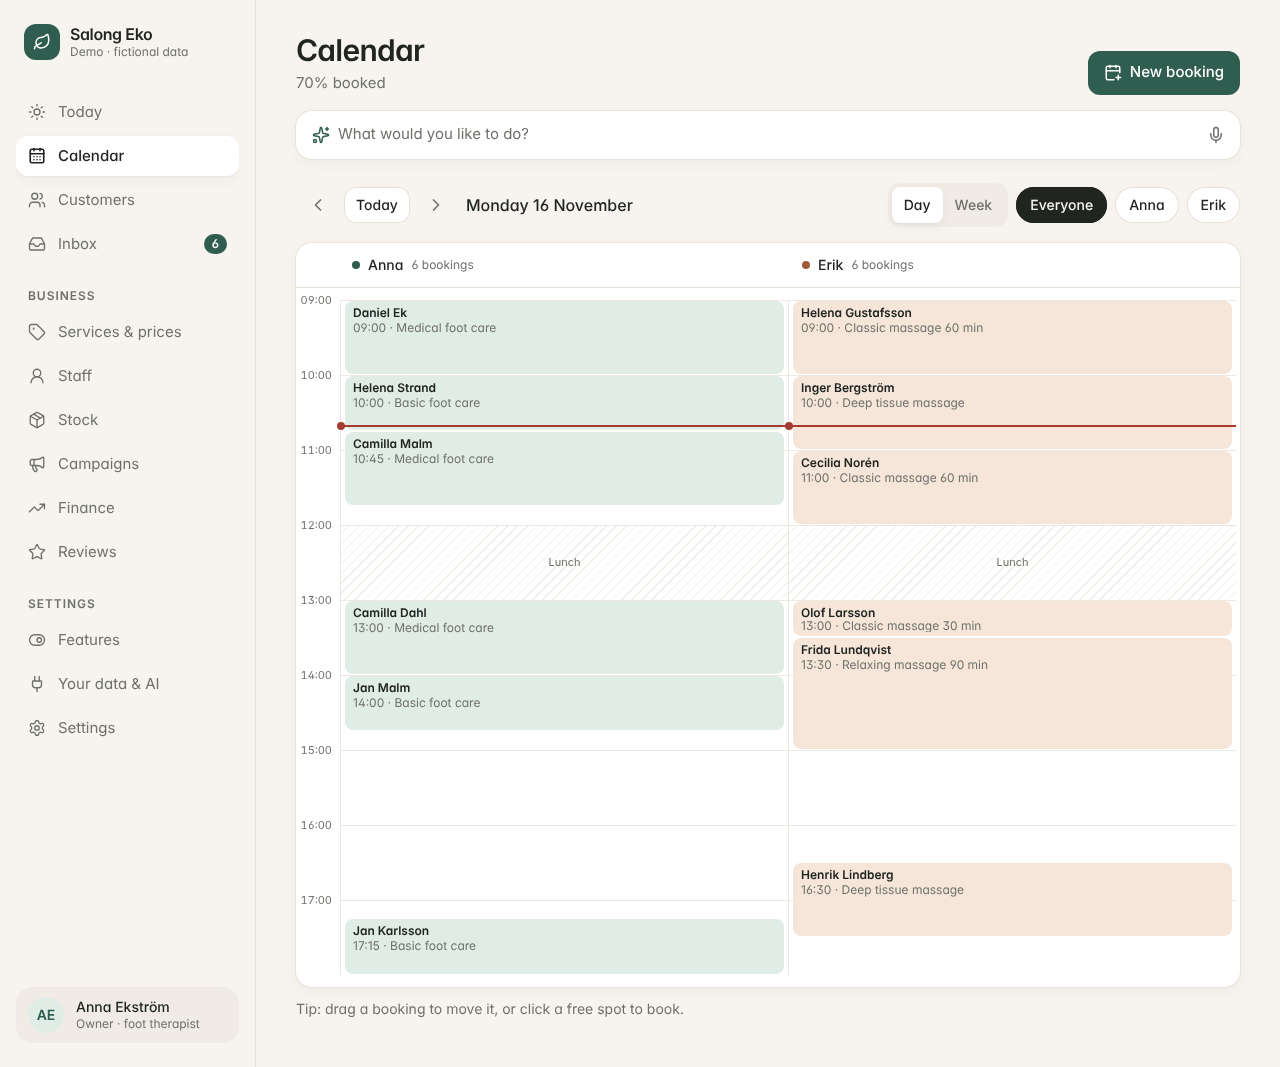 Salong Eko
Demo · fictional data
Today
Calendar
Customers
Inbox 6
BUSINESS
Services & prices
Staff
Stock
Campaigns
Finance
Reviews
SETTINGS
Features
Your data & AI
Settings
AE
Anna Ekström
Owner · foot therapist
Calendar
70% booked
New booking
What would you like to do?
Today
Monday 16 November
Day Week Everyone Anna Erik
Anna 6 bookings
Erik 6 bookings
09:00
Daniel Ek
09:00 · Medical foot care
Helena Gustafsson
09:00 · Classic massage 60 min
10:00
Helena Strand
10:00 · Basic foot care
Inger Bergström
10:00 · Deep tissue massage
Camilla Malm
10:45 · Medical foot care
11:00
Cecilia Norén
11:00 · Classic massage 60 min
12:00
Lunch
Lunch
13:00
Camilla Dahl
13:00 · Medical foot care
Olof Larsson
13:00 · Classic massage 30 min
Frida Lundqvist
13:30 · Relaxing massage 90 min
14:00
Jan Malm
14:00 · Basic foot care
15:00
16:00
Henrik Lindberg
16:30 · Deep tissue massage
17:00
Jan Karlsson
17:15 · Basic foot care
Tip: drag a booking to move it, or click a free spot to book.